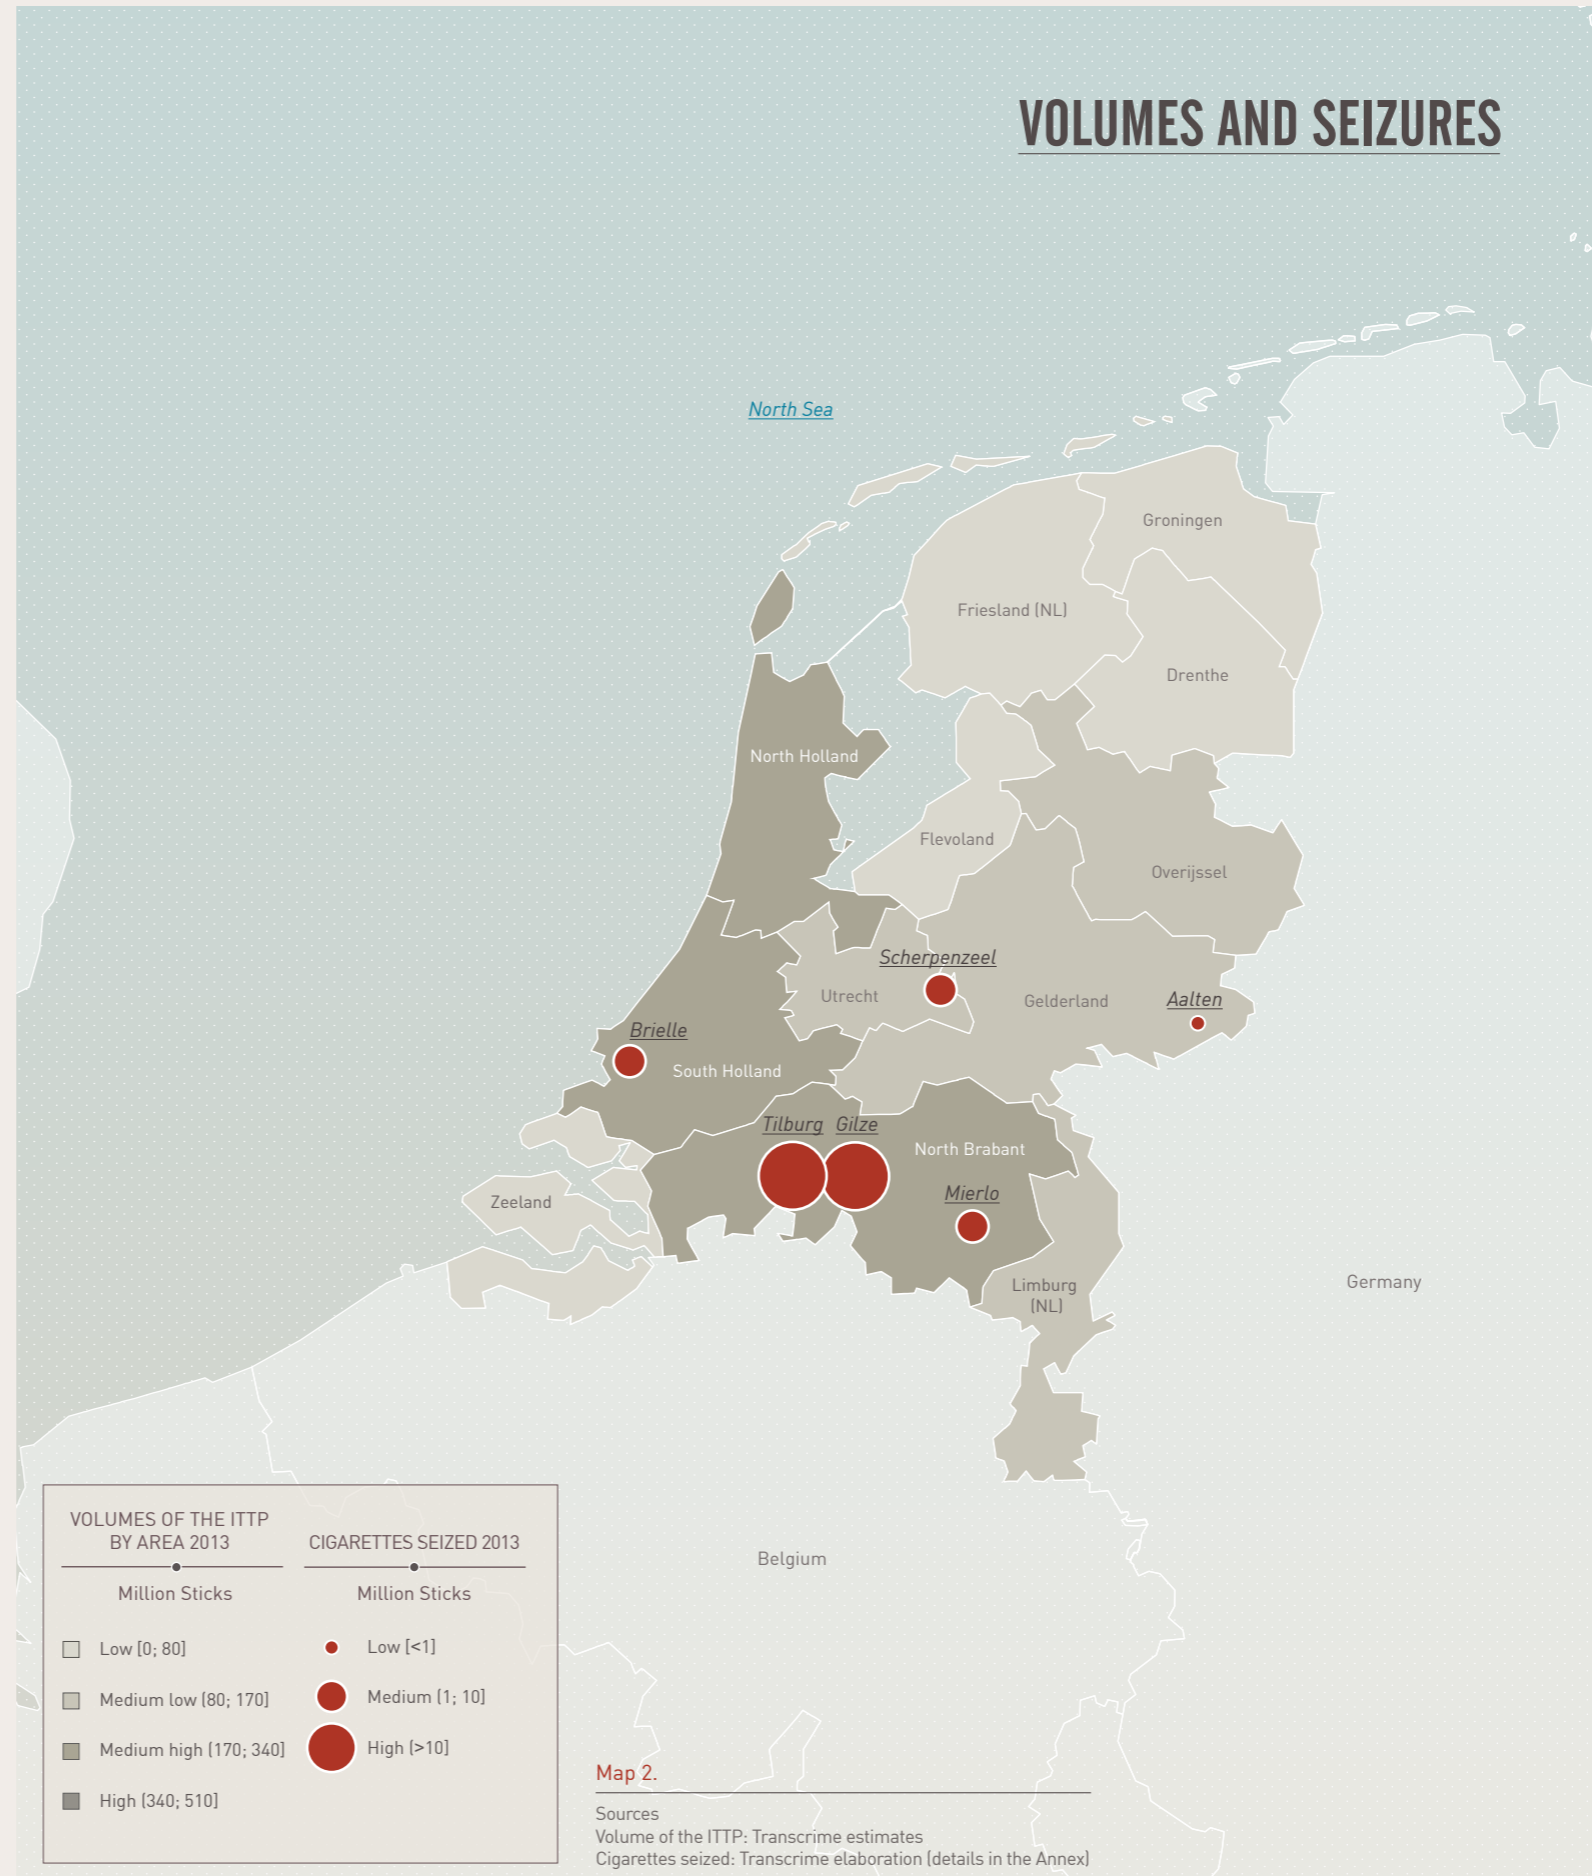 VOLUMES AND SEIZURES
North Sea
Groningen
Friesland (NL)
Drenthe
North Holland
Flevoland
Overijssel
Scherpenzeel
Utrecht
Gelderland
Aalten
Brielle
South Holland
Tilburg Gilze
North Brabant
Mierlo
Zeeland
Limburg
(NL)
Germany
Belgium
VOLUMES OF THE ITTP
BY AREA 2013
Million Sticks
Low [0; 80]
Medium low (80; 170]
Medium high (170; 340]
High (340; 510]
CIGARETTES SEIZED 2013
Million Sticks
Low [<1]
Medium (1; 10]
High (>10]
Map 2.
Sources
Volume of the ITTP: Transcrime estimates
Cigarettes seized: Transcrime elaboration (details in the Annex)